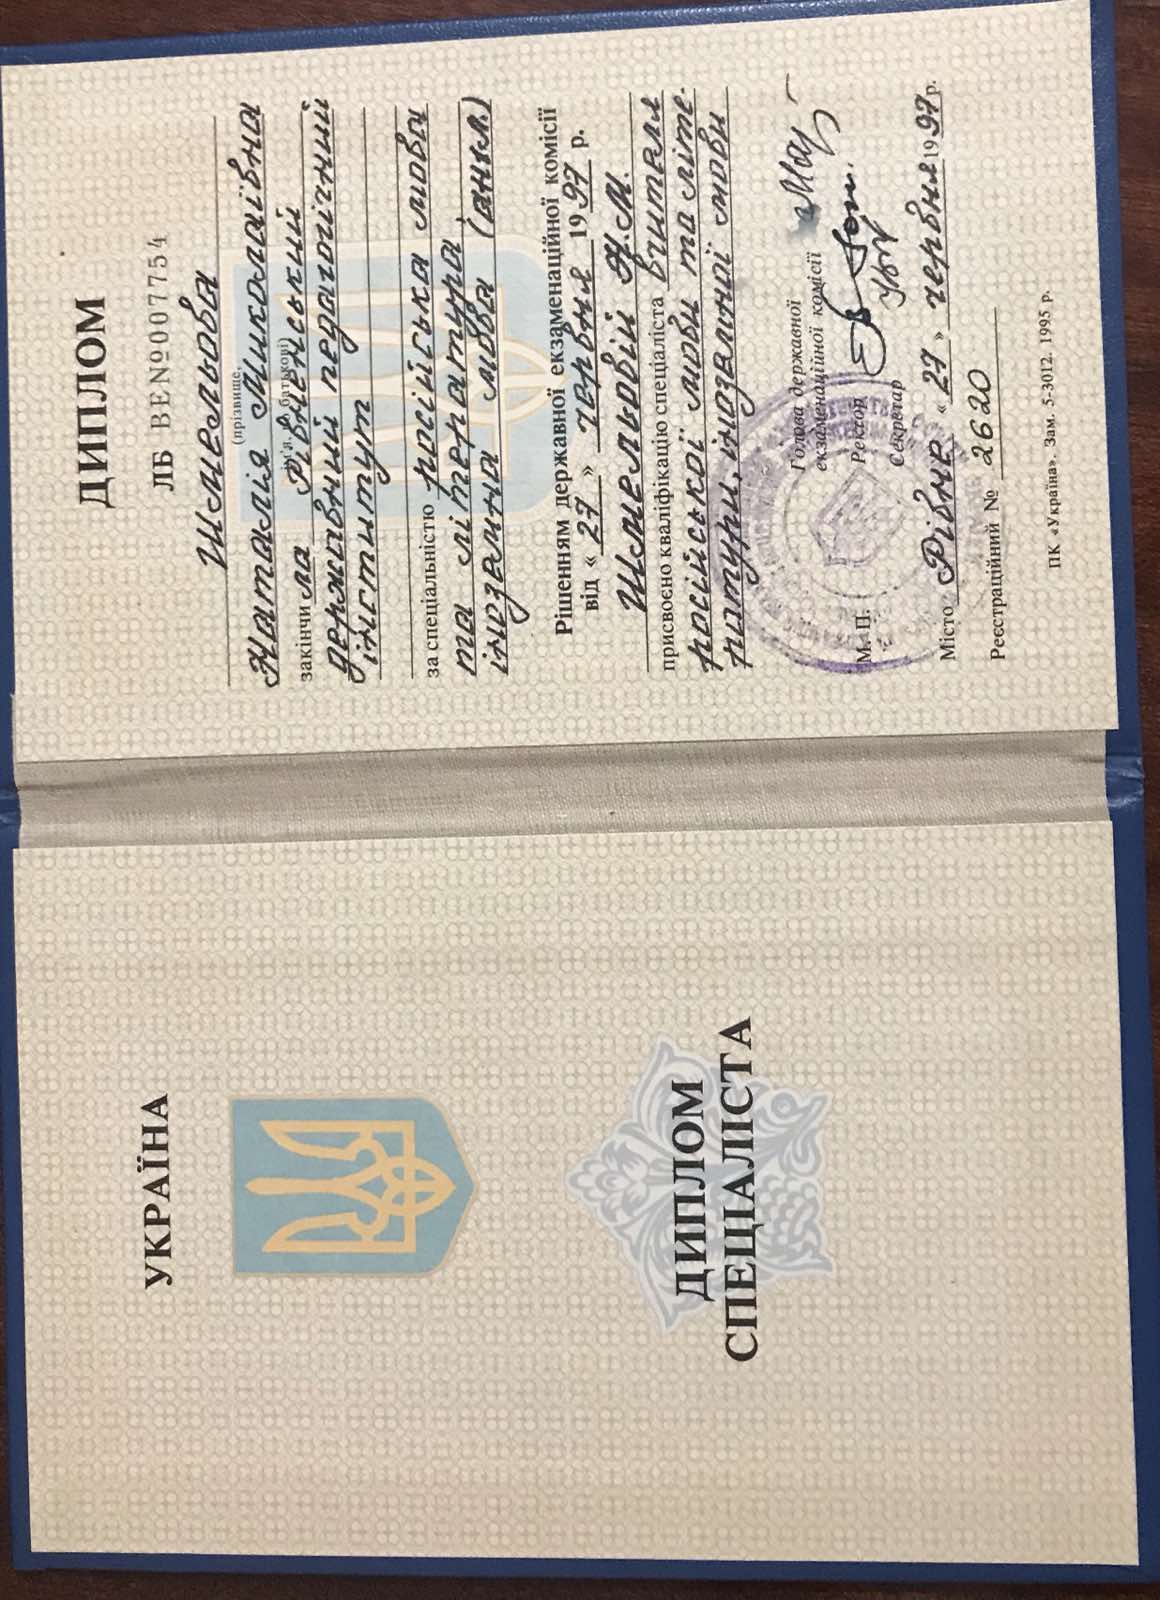 УКРАЇНА
ДИПЛОМ
СПЕЦІАЛІСТА
ДИПЛОМ
ЛБ ВЕ№007754
Шмельова
(прізвище,
Наталія Миколаївна
ім'я, по батькові)
закінчила Рівненський
державний педагогічний
інститут
за спеціальністю російська мова
та література,
іноземна мова (англ.)
Рішенням державної екзаменаційної комісії
від « 27 » червня 1997 р.
Шмельовій Н.М.
присвоєно кваліфікацію спеціаліста вчителя
російської мови та літе-
ратури, іноземної мови
Голова державної
екзаменаційної комісії
М. П. Ректор
Секретар
Місто Рівне « 27 » червня 1997 р.
Реєстраційний № 2620
ПК «Україна». Зам. 5-3012. 1995 р.